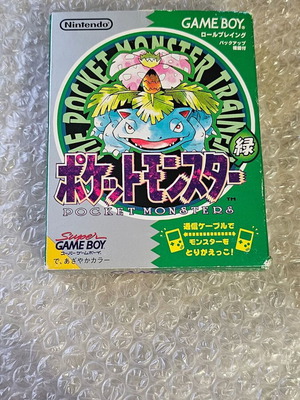 Nintendo
GAME BOY
ロールプレイング
バックアップ
機能付
THE POCKET MONSTER TRAINER
緑
ポケットモンスター
POCKET MONSTERS
通信ケーブルで
モンスターを
とりかえっこ!
Super
GAME BOY
スーパーゲームボーイ
で、あざやかカラー